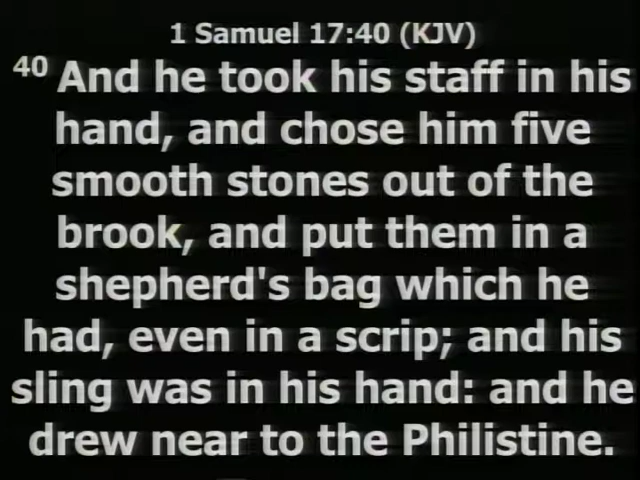 1 Samuel 17:40 (KJV)
40 And he took his staff in his
hand, and chose him five
smooth stones out of the
brook, and put them in a
shepherd's bag which he
had, even in a scrip; and his
sling was in his hand: and he
drew near to the Philistine.